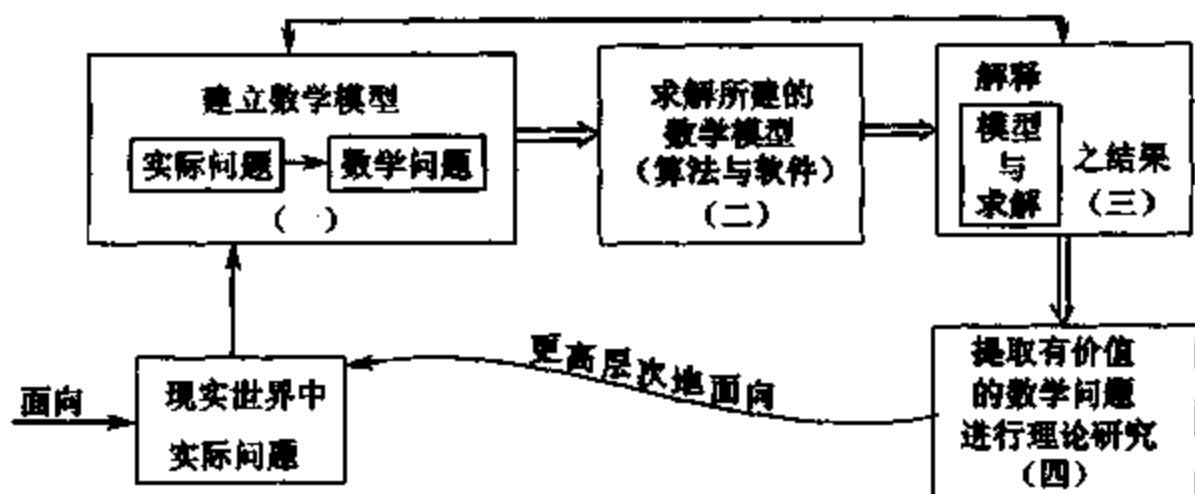 建立数学模型
实际问题
数学问题
求解所建的
数学模型
（算法与软件）
（二）
解释
模型
与
求解
之结果
（三）
更高层次地面向
面向
现实世界中
实际问题
提取有价值
的数学问题
进行理论研究
（四）